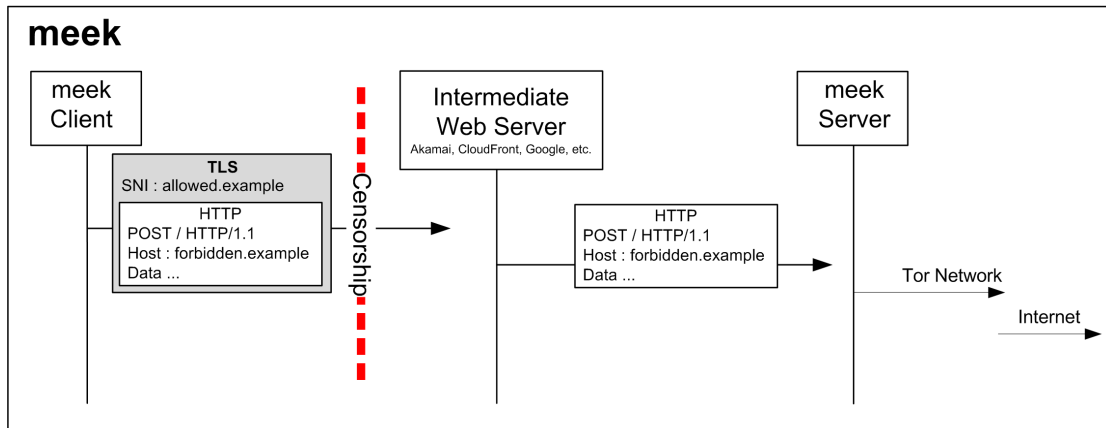 meek
meek
Client
Intermediate
Web Server
Akamai, CloudFront, Google, etc.
meek
Server
TLS
SNI : allowed.example
HTTP
POST / HTTP/1.1
Host : forbidden.example
Data ...
Censorship
HTTP
POST / HTTP/1.1
Host : forbidden.example
Data ...
Tor Network
Internet